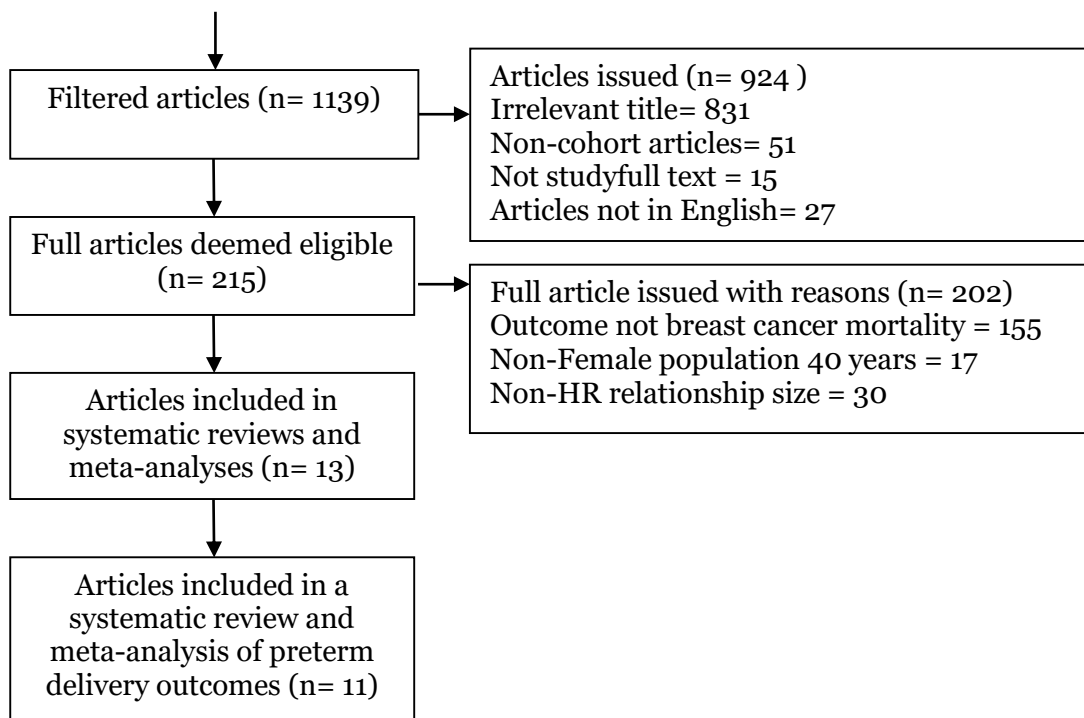 Filtered articles (n= 1139)
Articles issued (n= 924 )
Irrelevant title= 831
Non-cohort articles= 51
Not studyfull text = 15
Articles not in English= 27
Full articles deemed eligible
(n= 215)
Full article issued with reasons (n= 202)
Outcome not breast cancer mortality = 155
Non-Female population 40 years = 17
Non-HR relationship size = 30
Articles included in
systematic reviews and
meta-analyses (n= 13)
Articles included in a
systematic review and
meta-analysis of preterm
delivery outcomes (n= 11)